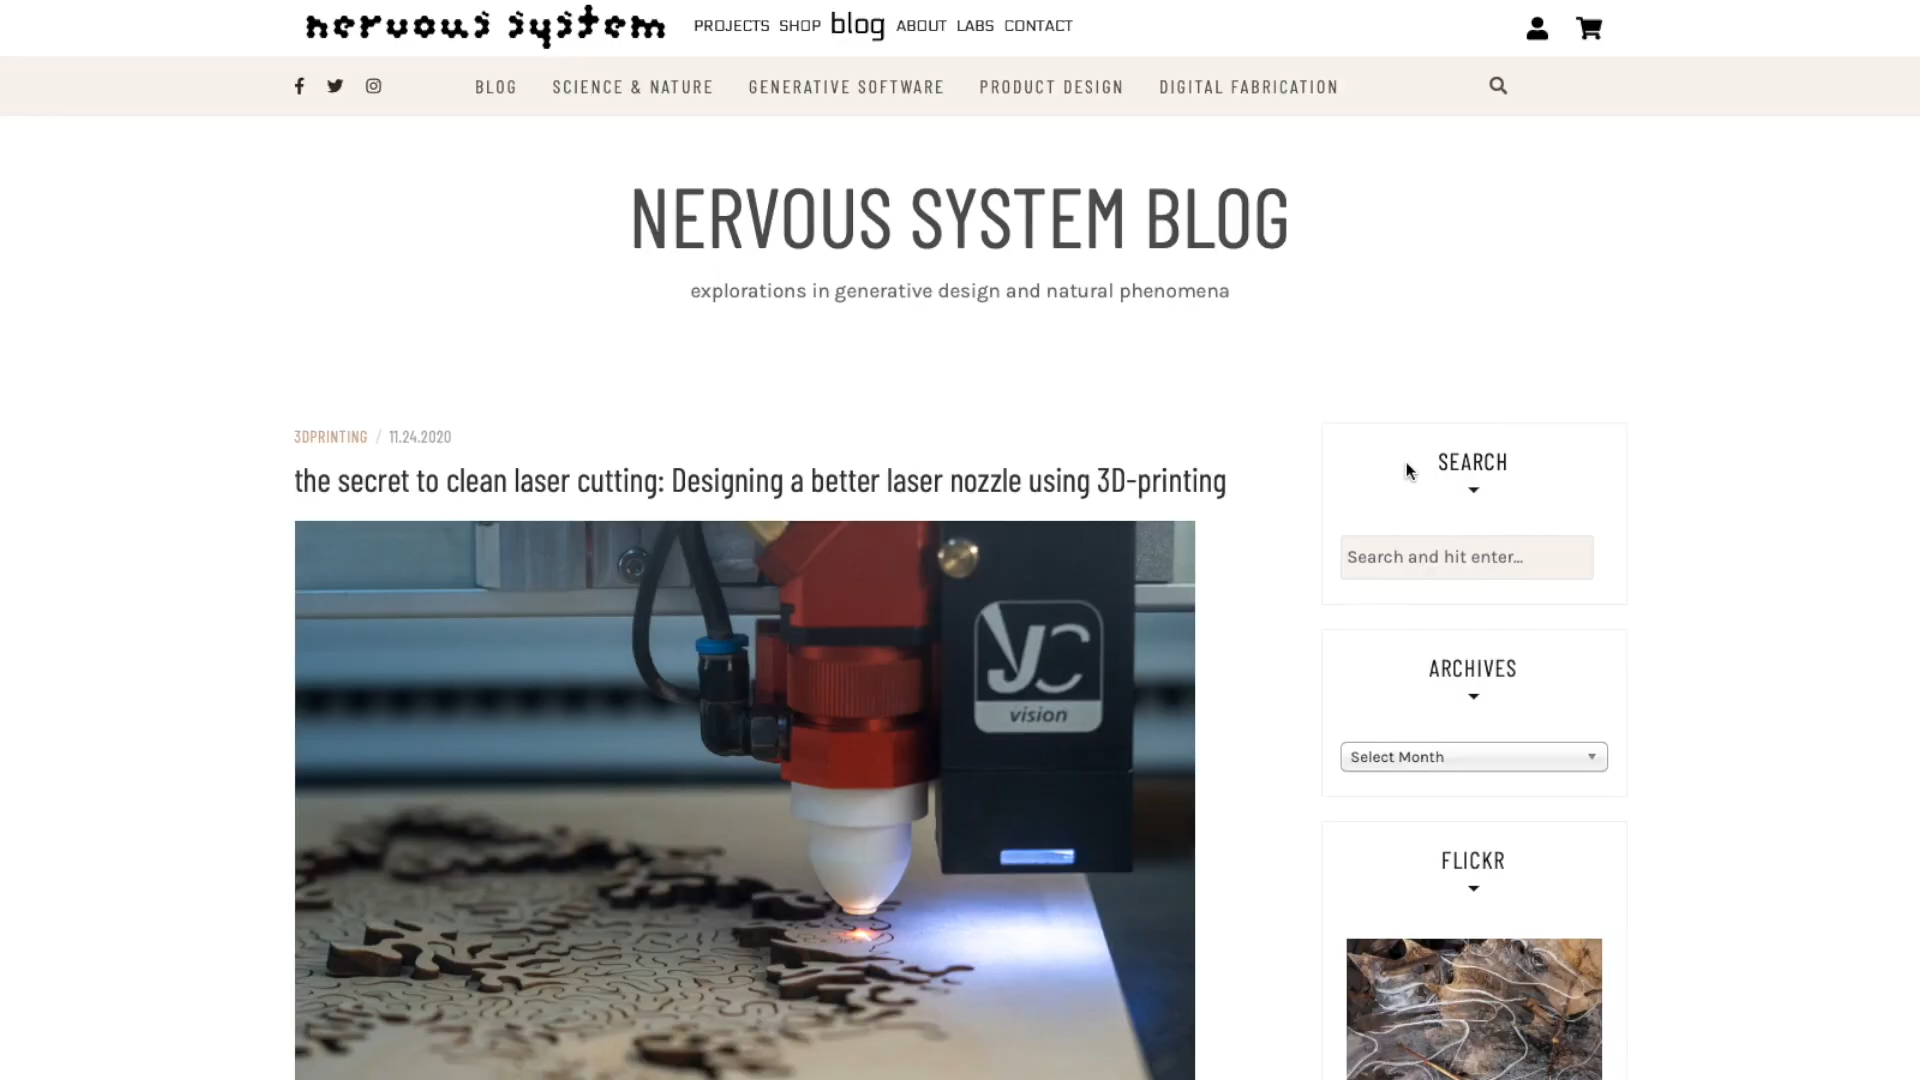 nervous system PROJECTS SHOP blog ABOUT LABS CONTACT
BLOG SCIENCE & NATURE GENERATIVE SOFTWARE PRODUCT DESIGN DIGITAL FABRICATION
NERVOUS SYSTEM BLOG
explorations in generative design and natural phenomena
3DPRINTING / 11.24.2020
the secret to clean laser cutting: Designing a better laser nozzle using 3D-printing
yc
vision
SEARCH
Search and hit enter...
ARCHIVES
Select Month
FLICKR